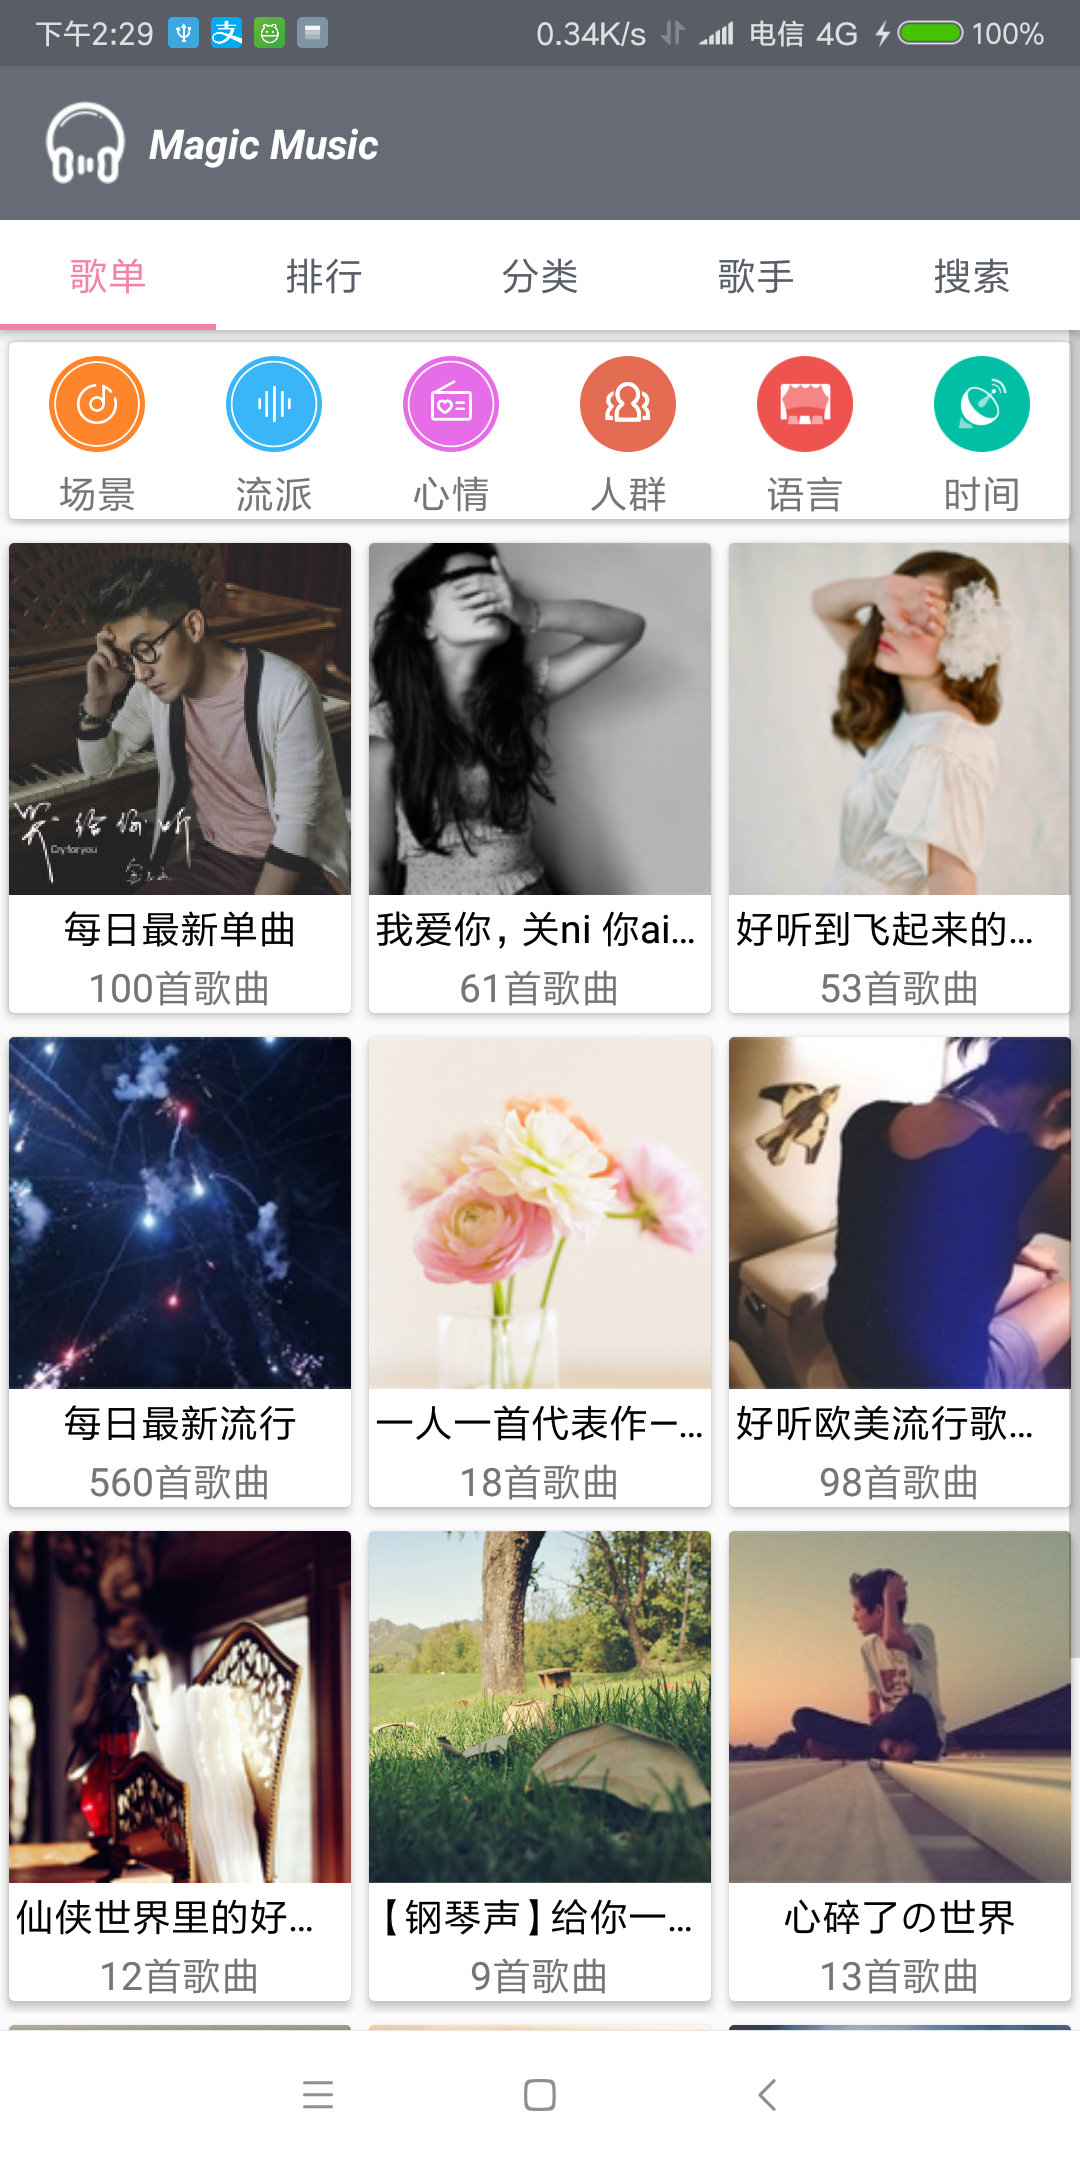 下午2:29
0.34K/s 电信 4G 100%
Magic Music
歌单 排行 分类 歌手 搜索
场景 流派 心情 人群 语言 时间
笑给你听
Cry for you
每日最新单曲 我爱你，关ni 你ai... 好听到飞起来的...
100首歌曲 61首歌曲 53首歌曲
每日最新流行 一人一首代表作—... 好听欧美流行歌...
560首歌曲 18首歌曲 98首歌曲
仙侠世界里的好... 【钢琴声】给你一... 心碎了の世界
12首歌曲 9首歌曲 13首歌曲